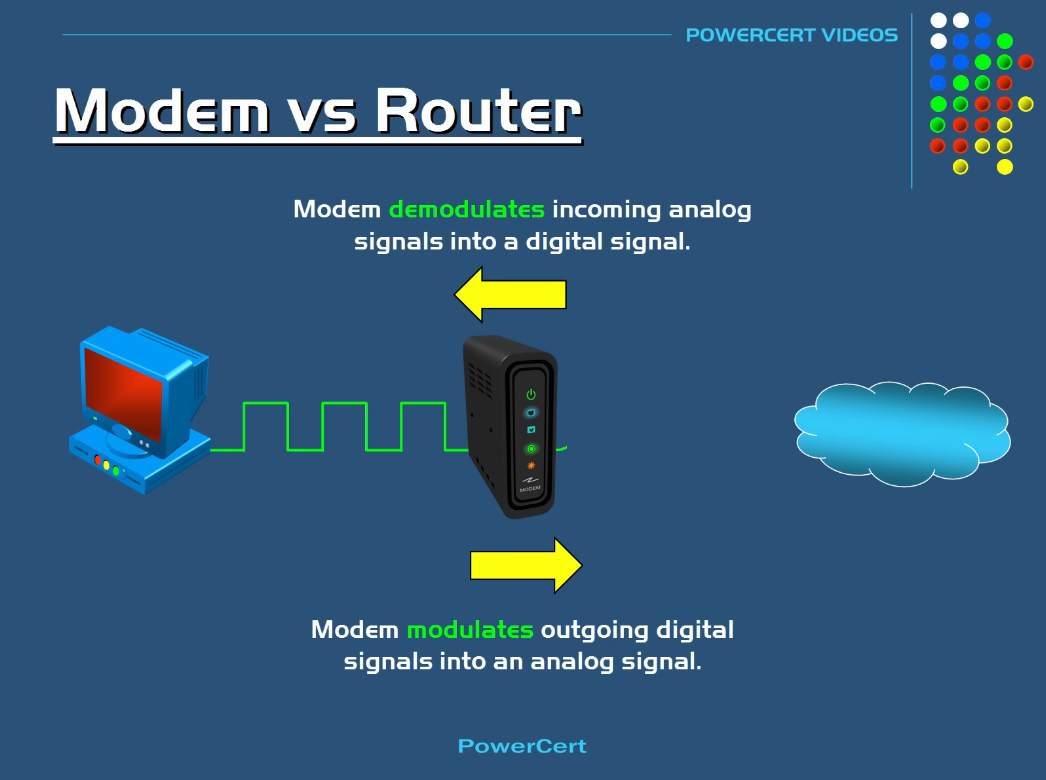 POWERCERT VIDEOS
Modem vs Router
Modem demodulates incoming analog
signals into a digital signal.
MODEM
Modem modulates outgoing digital
signals into an analog signal.
PowerCert